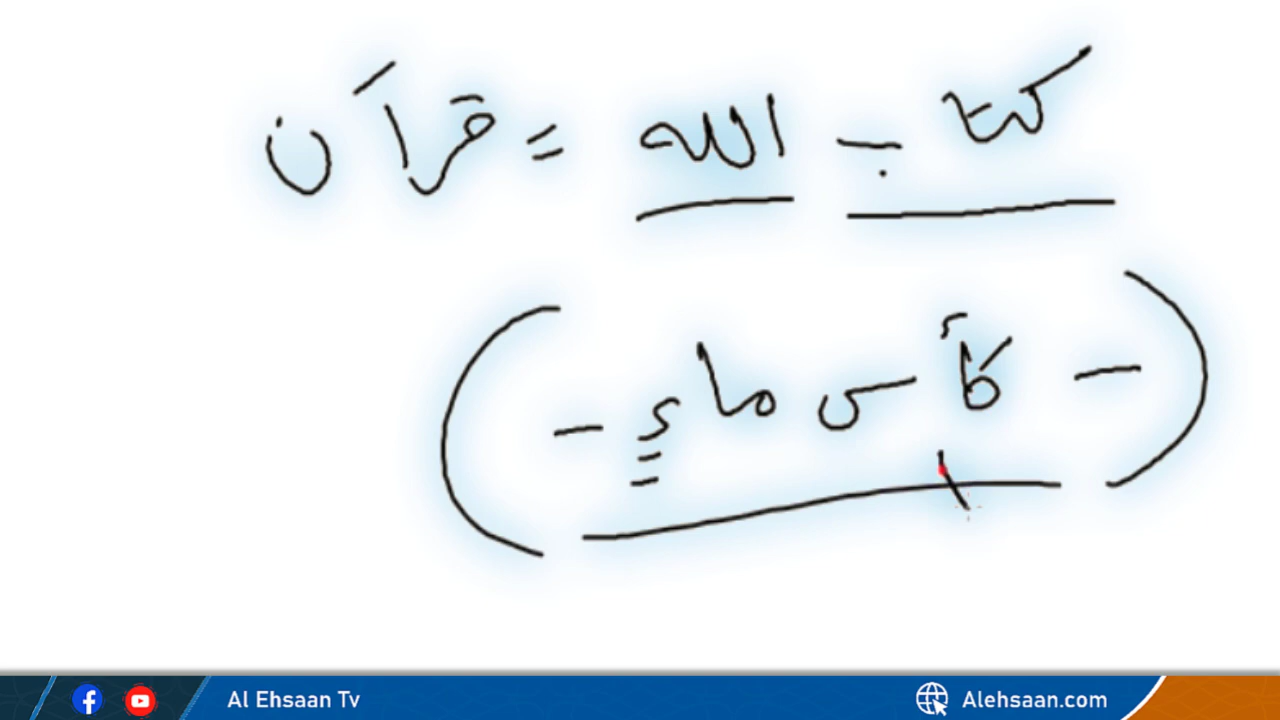 كتاب الله = قرآن
( - كأس ماءٍ - )
Al Ehsaan Tv
Alehsaan.com